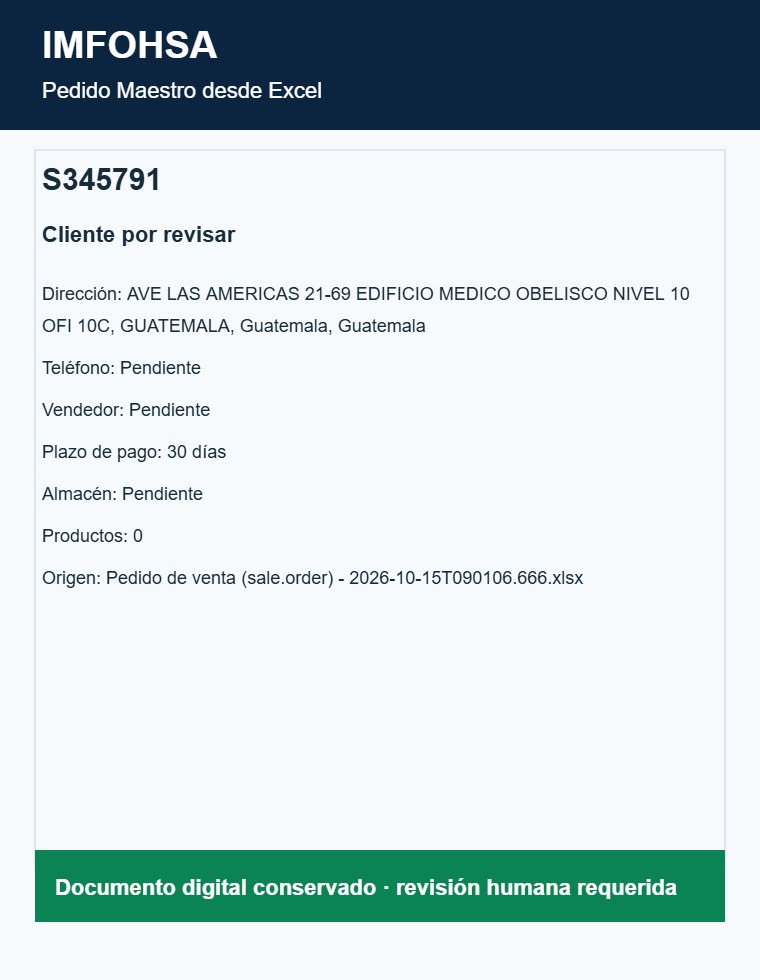 IMFOHSA
Pedido Maestro desde Excel
S345791
Cliente por revisar
Dirección: AVE LAS AMERICAS 21-69 EDIFICIO MEDICO OBELISCO NIVEL 10
OFI 10C, GUATEMALA, Guatemala, Guatemala
Teléfono: Pendiente
Vendedor: Pendiente
Plazo de pago: 30 días
Almacén: Pendiente
Productos: 0
Origen: Pedido de venta (sale.order) - 2026-10-15T090106.666.xlsx
Documento digital conservado · revisión humana requerida